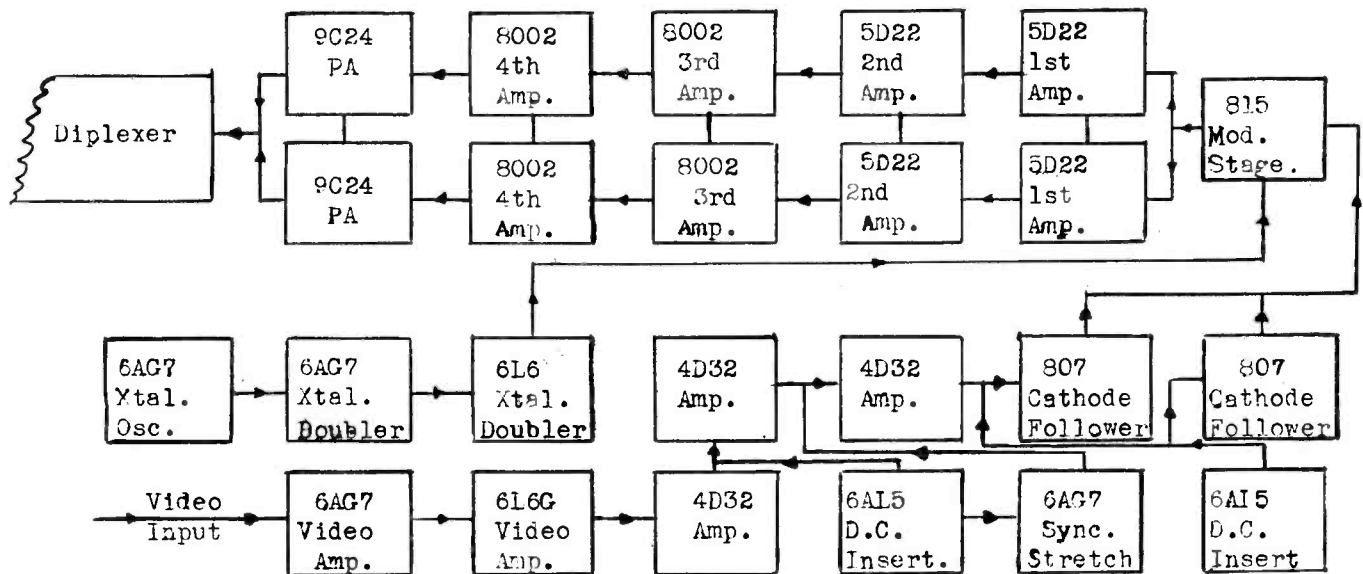 Diplexer
9C24
PA
8002
4th
Amp.
8002
3rd
Amp.
5D22
2nd
Amp.
5D22
1st
Amp.
815
Mod.
Stage.
9C24
PA
8002
4th
Amp.
8002
3rd
Amp.
5D22
2nd
Amp.
5D22
1st
Amp.
6AG7
Xtal.
Osc.
6AG7
Xtal.
Doubler
6L6
Xtal.
Doubler
4D32
Amp.
4D32
Amp.
807
Cathode
Follower
807
Cathode
Follower
Video
Input
6AG7
Video
Amp.
6L6G
Video
Amp.
4D32
Amp.
6AL5
D.C.
Insert.
6AG7
Sync.
Stretch
6AI5
D.C.
Insert